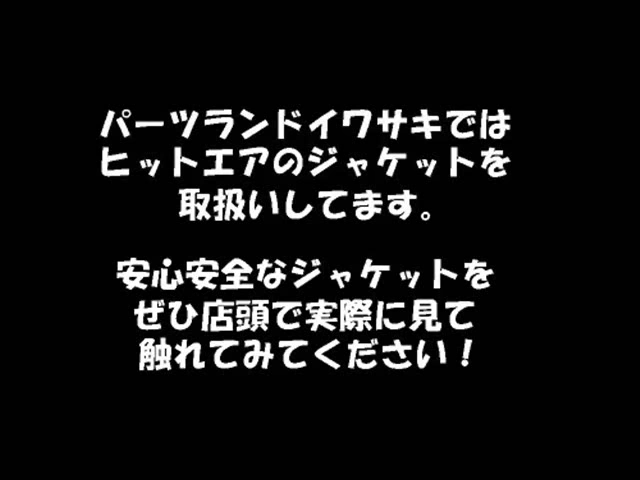 パーツランドイワサキでは
ヒットエアのジャケットを
取扱いしてます。
安心安全なジャケットを
ぜひ店頭で実際に見て
触れてみてください！